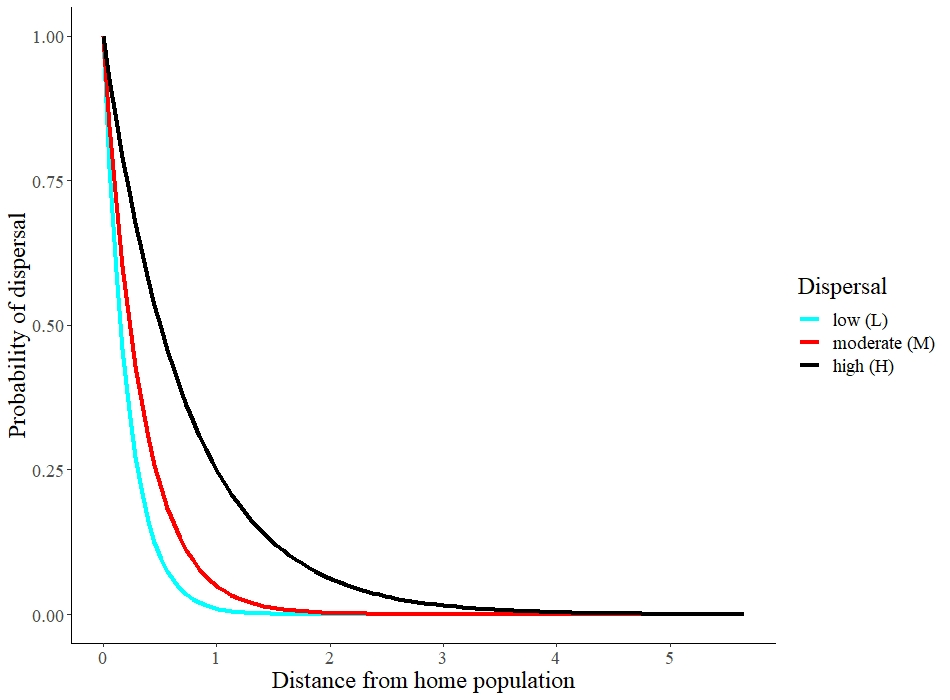 1.00
0.75
0.50
0.25
0.00
Probability of dispersal
0 1 2 3 4 5
Distance from home population
Dispersal
low (L)
moderate (M)
high (H)